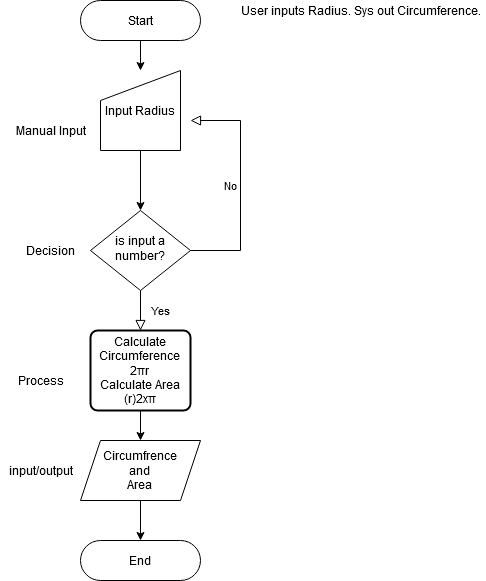 Start
User inputs Radius. Sys out Circumference.
Input Radius
Manual Input
No
is input a
number?
Decision
Yes
Calculate
Circumference
2πr
Calculate Area
(r)2xπ
Process
Circumfrence
and
Area
input/output
End